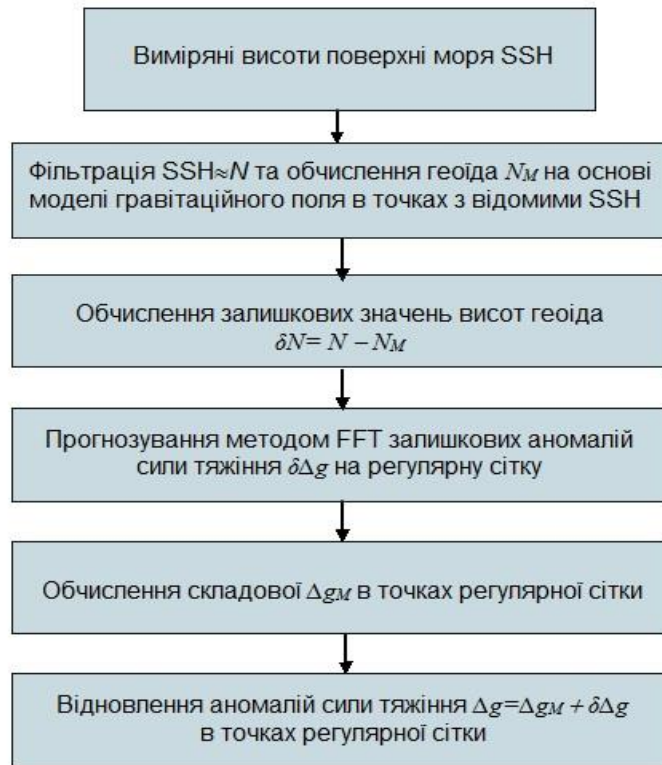 Виміряні висоти поверхні моря SSH
Фільтрація SSH≈N та обчислення геоїда N_M на основі
моделі гравітаційного поля в точках з відомими SSH
Обчислення залишкових значень висот геоїда
δN= N – N_M
Прогнозування методом FFT залишкових аномалій
сили тяжіння δΔg на регулярну сітку
Обчислення складової Δg_M в точках регулярної сітки
Відновлення аномалій сили тяжіння Δg=Δg_M + δΔg
в точках регулярної сітки